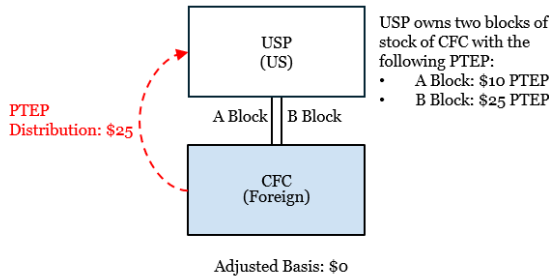 USP
(US)
USP owns two blocks of
stock of CFC with the
following PTEP:
• A Block: $10 PTEP
• B Block: $25 PTEP
A Block
B Block
PTEP
Distribution: $25
CFC
(Foreign)
Adjusted Basis: $0